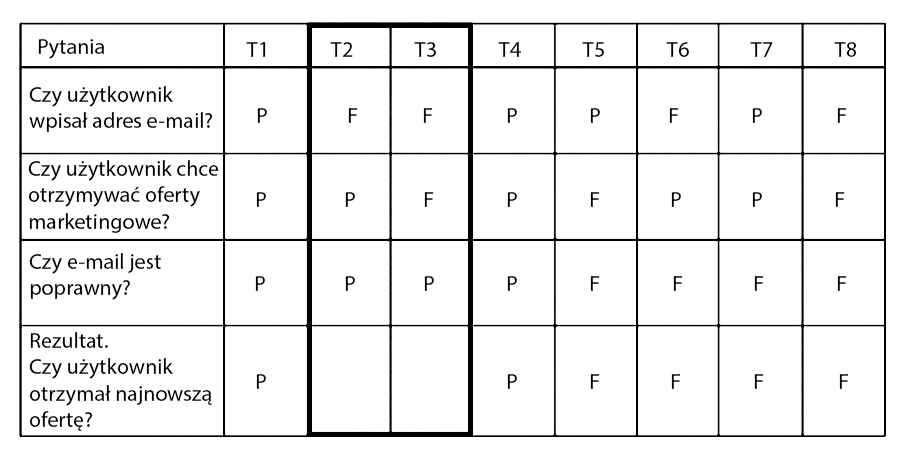 Pytania T1 T2 T3 T4 T5 T6 T7 T8
Czy użytkownik
wpisał adres e-mail? P F F P P F P F
Czy użytkownik chce
otrzymywać oferty P P F P F P P F
marketingowe?
Czy e-mail jest
poprawny? P P P P F F F F
Rezultat.
Czy użytkownik
otrzymał najnowszą P P F F F F
ofertę?